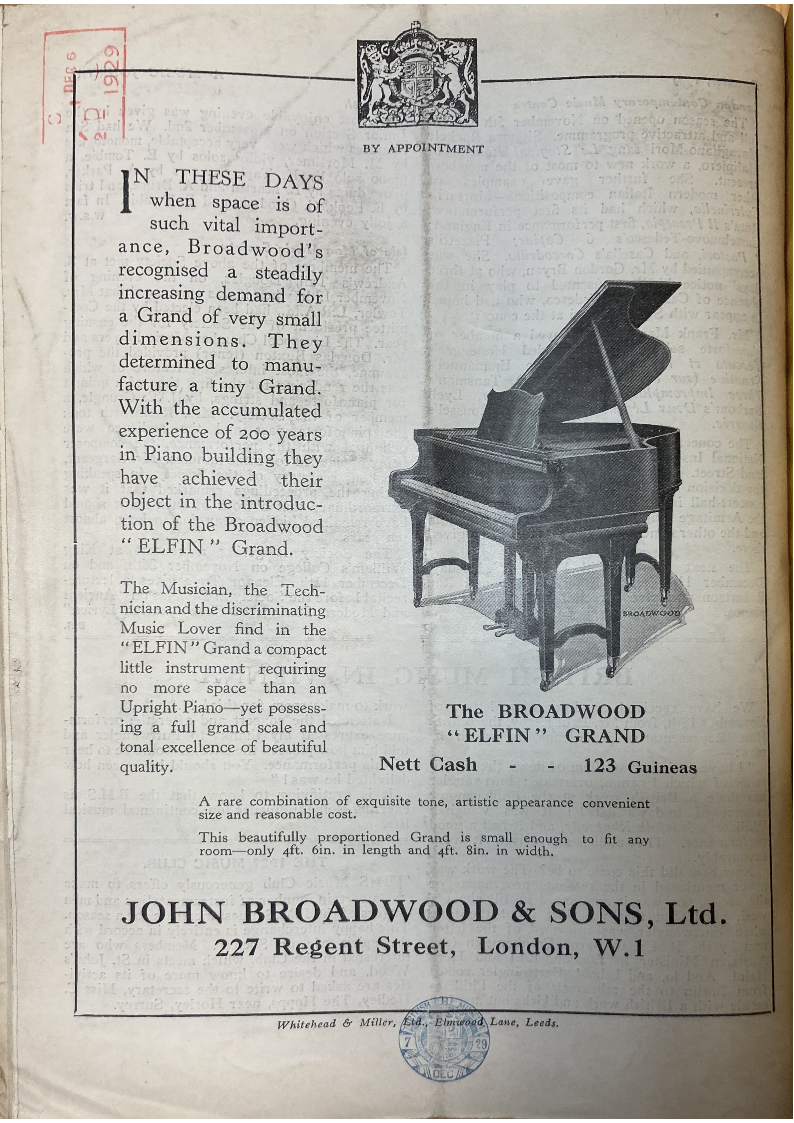 DEC 6
1929
BY APPOINTMENT
IN THESE DAYS
when space is of
such vital import-
ance, Broadwood's
recognised a steadily
increasing demand for
a Grand of very small
dimensions. They
determined to manu-
facture a tiny Grand.
With the accumulated
experience of 200 years
in Piano building they
have achieved their
object in the introduc-
tion of the Broadwood
" ELFIN " Grand.
The Musician, the Tech-
nician and the discriminating
Music Lover find in the
"ELFIN" Grand a compact
little instrument requiring
no more space than an
Upright Piano—yet possess-
ing a full grand scale and
tonal excellence of beautiful
quality.
BROADWOOD
The BROADWOOD
" ELFIN " GRAND
Nett Cash - - 123 Guineas
A rare combination of exquisite tone, artistic appearance convenient
size and reasonable cost.
This beautifully proportioned Grand is small enough to fit any
room—only 4ft. 6in. in length and 4ft. 8in. in width.
JOHN BROADWOOD & SONS, Ltd.
227 Regent Street, London, W.1
Whitehead & Miller, Ltd., Elmwood Lane, Leeds.
7 29
DEC